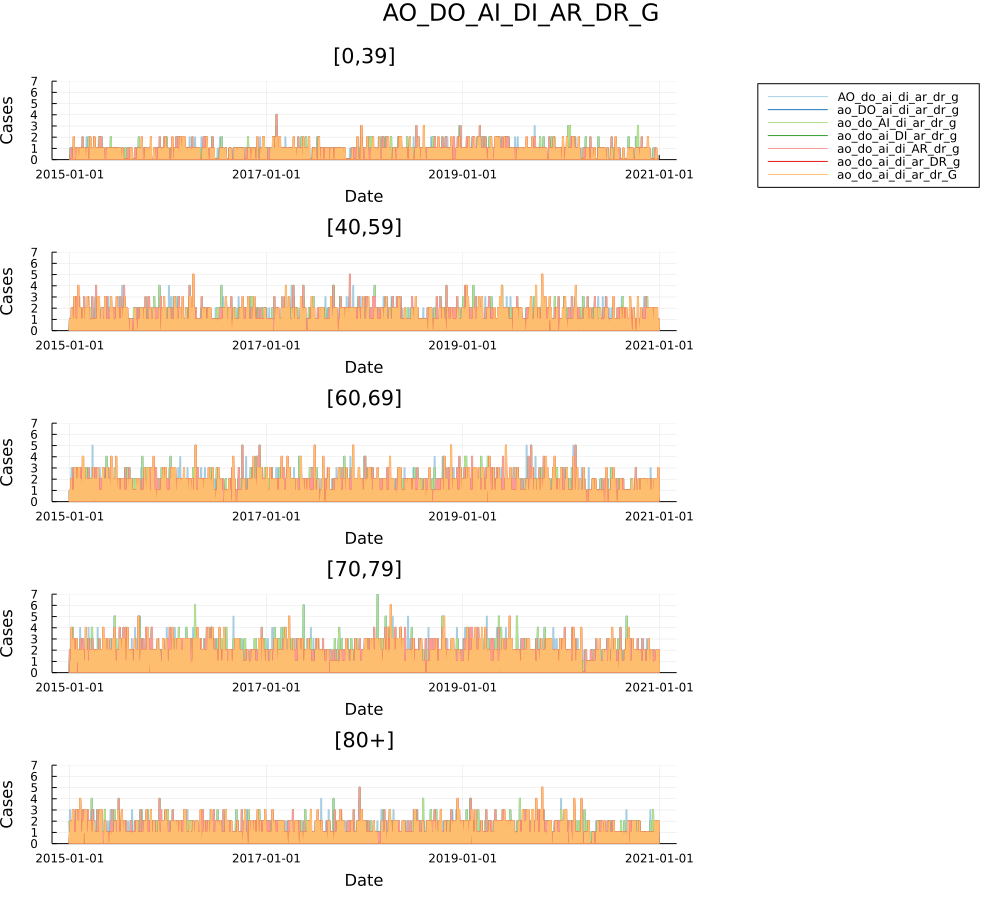 AO_DO_AI_DI_AR_DR_G
[0,39]
7
6
5
4
3
2
1
0
Cases
2015-01-01 2017-01-01 2019-01-01 2021-01-01
Date
AO_do_ai_di_ar_dr_g
ao_DO_ai_di_ar_dr_g
ao_do_AI_di_ar_dr_g
ao_do_ai_DI_ar_dr_g
ao_do_ai_di_AR_dr_g
ao_do_ai_di_ar_DR_g
ao_do_ai_di_ar_dr_G
[40,59]
7
6
5
4
3
2
1
0
Cases
2015-01-01 2017-01-01 2019-01-01 2021-01-01
Date
[60,69]
7
6
5
4
3
2
1
0
Cases
2015-01-01 2017-01-01 2019-01-01 2021-01-01
Date
[70,79]
7
6
5
4
3
2
1
0
Cases
2015-01-01 2017-01-01 2019-01-01 2021-01-01
Date
[80+]
7
6
5
4
3
2
1
0
Cases
2015-01-01 2017-01-01 2019-01-01 2021-01-01
Date